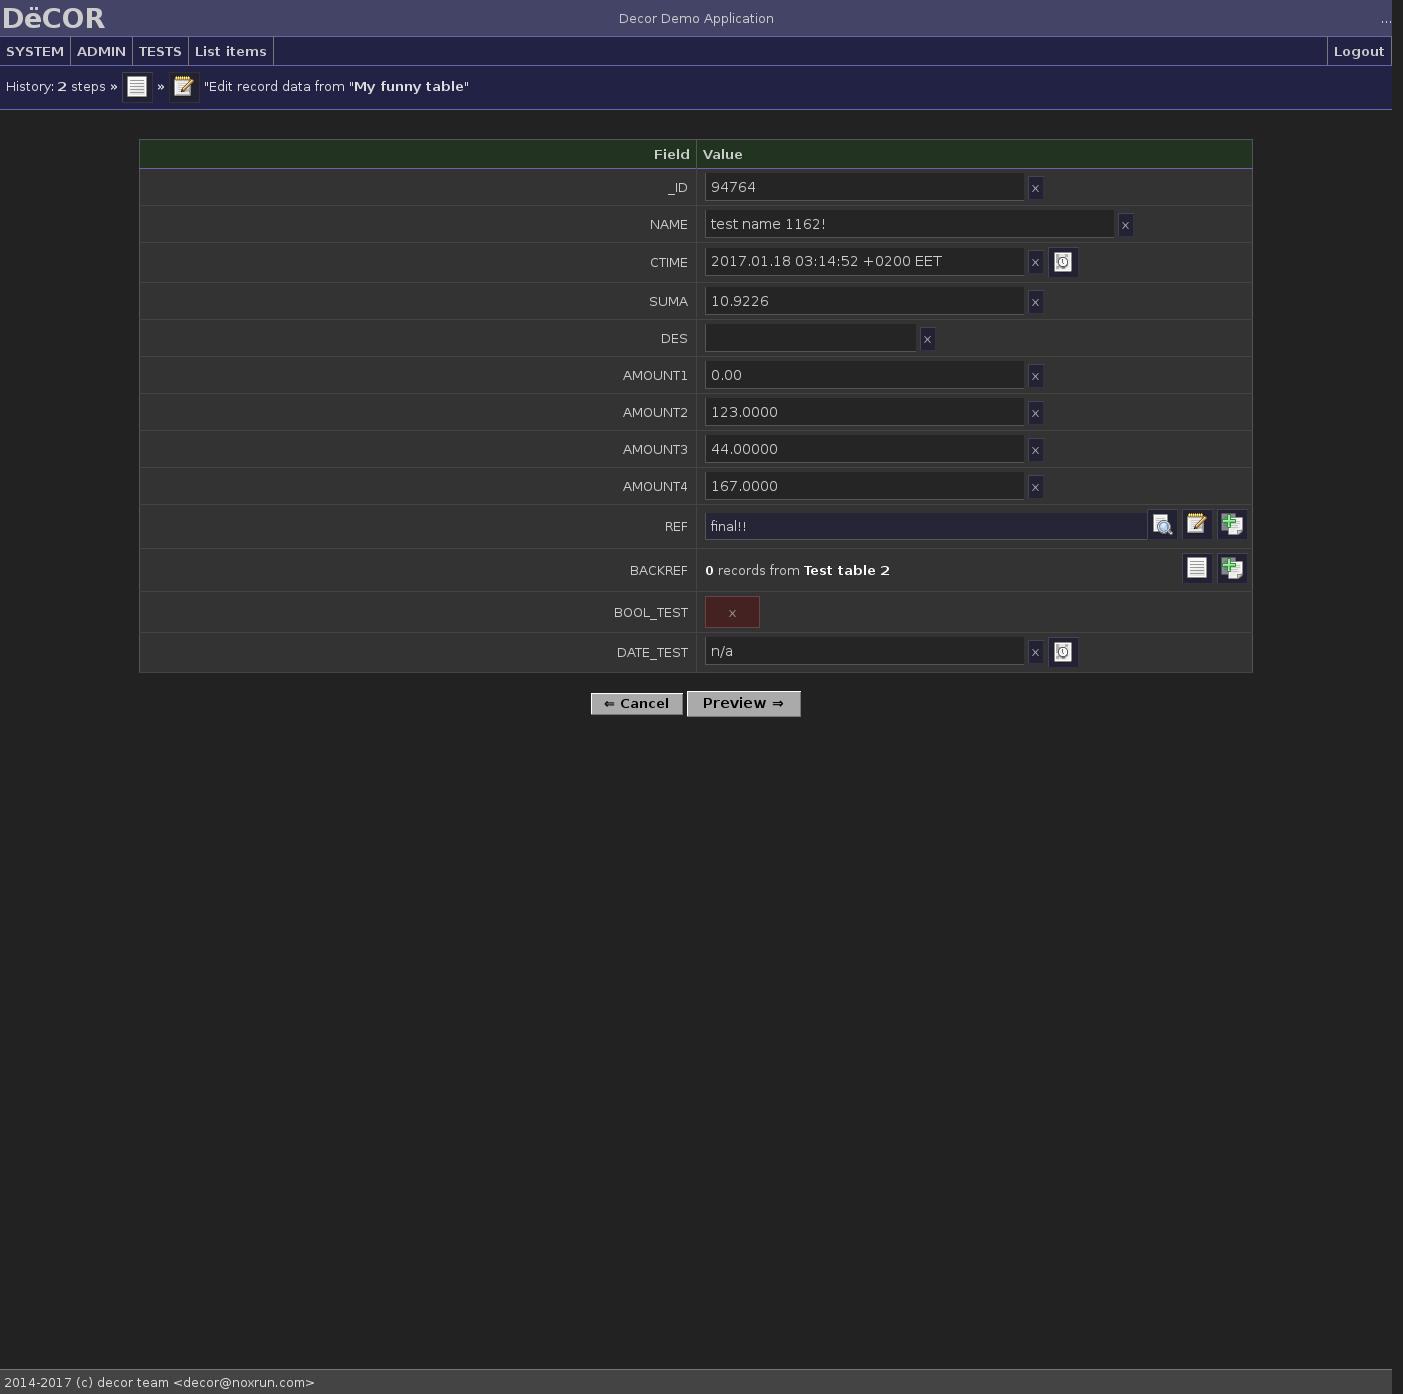 DëCOR Decor Demo Application ...
SYSTEM ADMIN TESTS List items Logout
History: 2 steps » » "Edit record data from "My funny table"
Field Value
_ID 94764 x
NAME test name 1162! x
CTIME 2017.01.18 03:14:52 +0200 EET x
SUMA 10.9226 x
DES x
AMOUNT1 0.00 x
AMOUNT2 123.0000 x
AMOUNT3 44.00000 x
AMOUNT4 167.0000 x
REF final!!
BACKREF 0 records from Test table 2
BOOL_TEST x
DATE_TEST n/a x
⇐ Cancel Preview ⇒
2014-2017 (c) decor team <decor@noxrun.com>